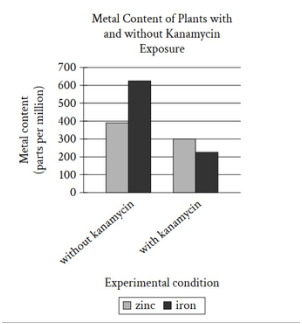 Metal Content of Plants with
and without Kanamycin
Exposure
Metal content
(parts per million)
700
600
500
400
300
200
100
0
without kanamycin
with kanamycin
Experimental condition
zinc iron